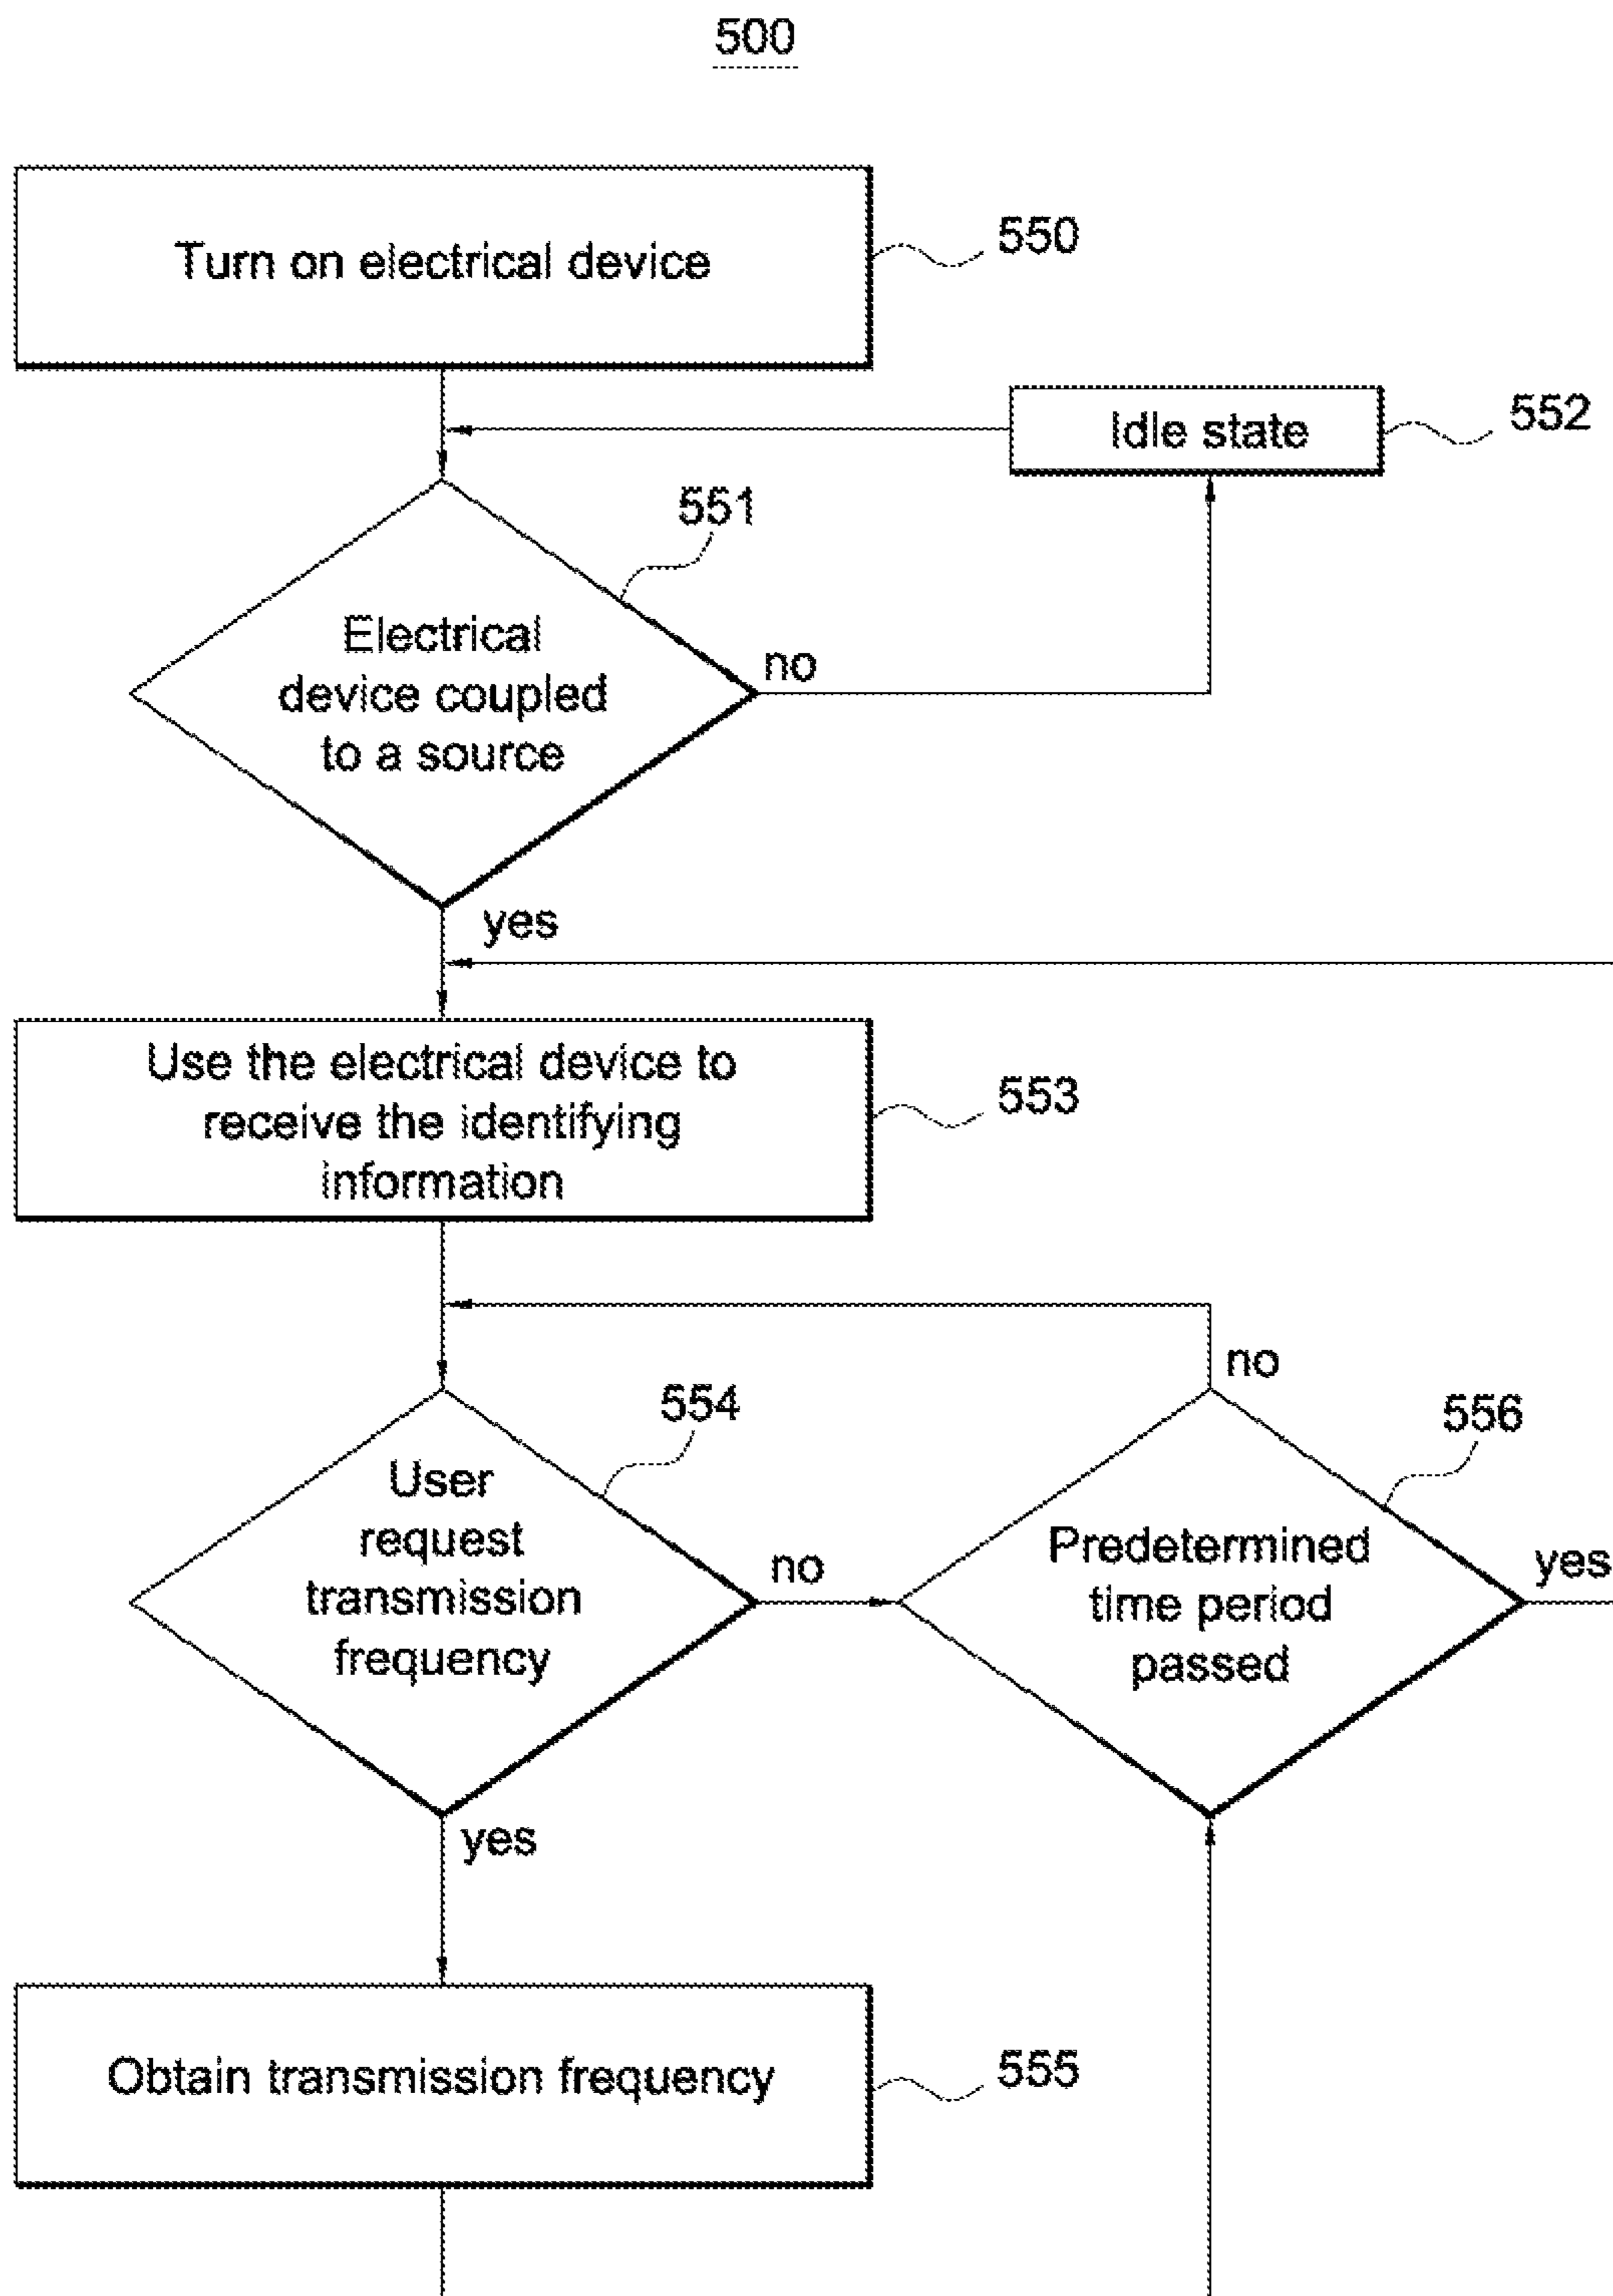 500
Turn on electrical device
550
Idle state
552
551
Electrical
device coupled
to a source
no
yes
Use the electrical device to
receive the identifying
information
553
no
554
556
User
request
transmission
frequency
no
Predetermined
time period
passed
yes
yes
Obtain transmission frequency
555